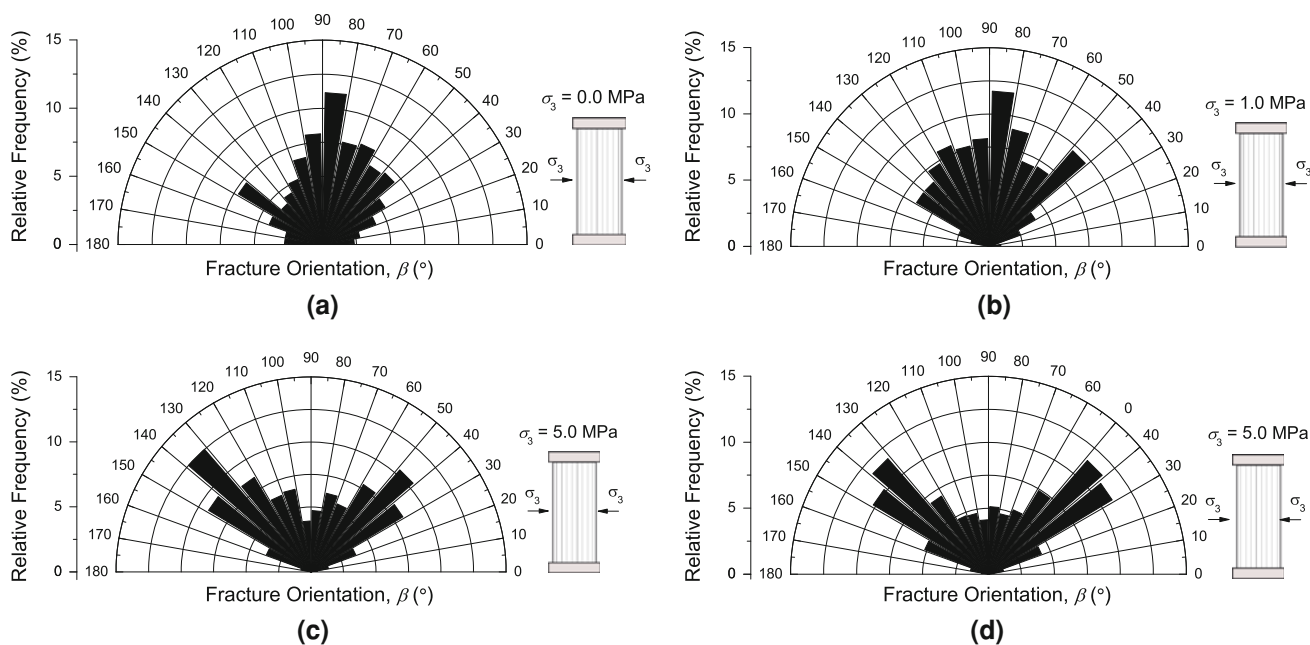 90
100 80
110 70
120 60
130 50
140 40
150 30
160 20
170 10
180 0
15
10
5
0
Relative Frequency (%)
Fracture Orientation, β (°)
σ3 = 0.0 MPa
σ3 σ3
(a)
90
100 80
110 70
120 60
130 50
140 40
150 30
160 20
170 10
180 0
15
10
5
0
Relative Frequency (%)
Fracture Orientation, β (°)
σ3 = 1.0 MPa
σ3 σ3
(b)
90
100 80
110 70
120 60
130 50
140 40
150 30
160 20
170 10
180 0
15
10
5
0
Relative Frequency (%)
Fracture Orientation, β (°)
σ3 = 5.0 MPa
σ3 σ3
(c)
90
100 80
110 70
120 60
130 0
140 40
150 30
160 20
170 10
180 0
15
10
5
0
Relative Frequency (%)
Fracture Orientation, β (°)
σ3 = 5.0 MPa
σ3 σ3
(d)